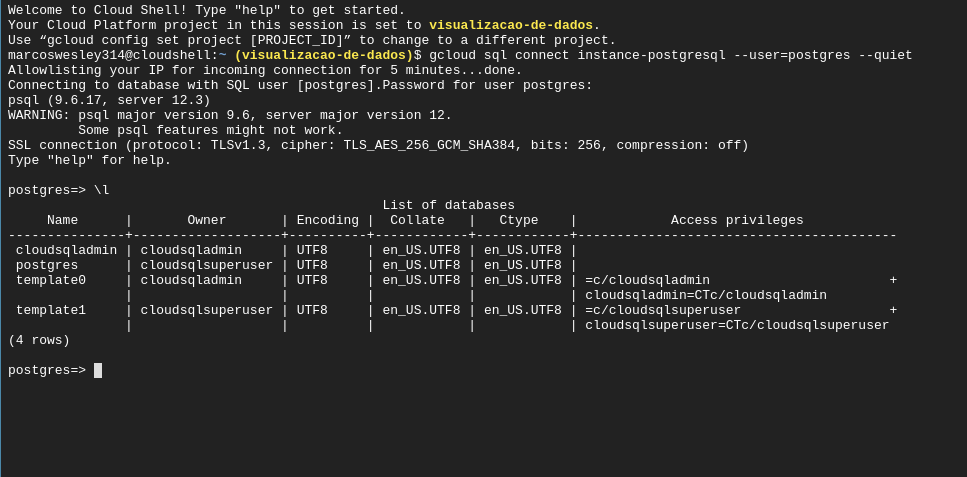 Welcome to Cloud Shell! Type "help" to get started.
Your Cloud Platform project in this session is set to visualizacao-de-dados.
Use “gcloud config set project [PROJECT_ID]” to change to a different project.
marcoswesley314@cloudshell:~ (visualizacao-de-dados)$ gcloud sql connect instance-postgresql --user=postgres --quiet
Allowlisting your IP for incoming connection for 5 minutes...done.
Connecting to database with SQL user [postgres].Password for user postgres:
psql (9.6.17, server 12.3)
WARNING: psql major version 9.6, server major version 12.
         Some psql features might not work.
SSL connection (protocol: TLSv1.3, cipher: TLS_AES_256_GCM_SHA384, bits: 256, compression: off)
Type "help" for help.

postgres=> \l
                                                List of databases
     Name      |       Owner       | Encoding |  Collate   |   Ctype    |            Access privileges
---------------+-------------------+----------+------------+------------+-----------------------------------------
 cloudsqladmin | cloudsqladmin     | UTF8     | en_US.UTF8 | en_US.UTF8 |
 postgres      | cloudsqlsuperuser | UTF8     | en_US.UTF8 | en_US.UTF8 |
 template0     | cloudsqladmin     | UTF8     | en_US.UTF8 | en_US.UTF8 | =c/cloudsqladmin                       +
               |                   |          |            |            | cloudsqladmin=CTc/cloudsqladmin
 template1     | cloudsqlsuperuser | UTF8     | en_US.UTF8 | en_US.UTF8 | =c/cloudsqlsuperuser                   +
               |                   |          |            |            | cloudsqlsuperuser=CTc/cloudsqlsuperuser
(4 rows)

postgres=>